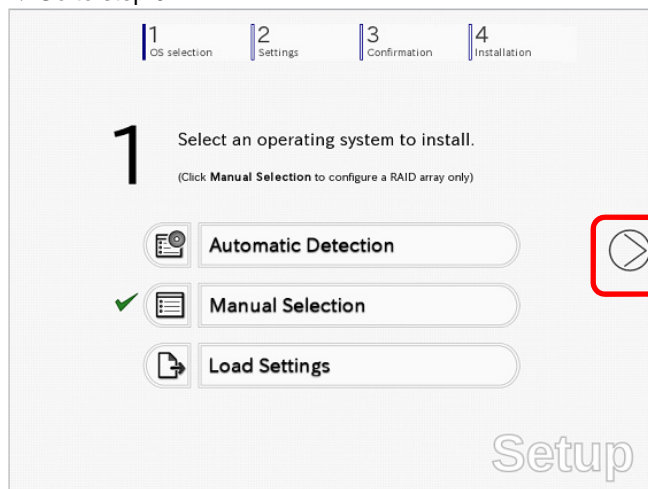 1 2 3 4
OS selection Settings Confirmation Installation
1 Select an operating system to install.
(Click Manual Selection to configure a RAID array only)
Automatic Detection
Manual Selection
Load Settings
Setup